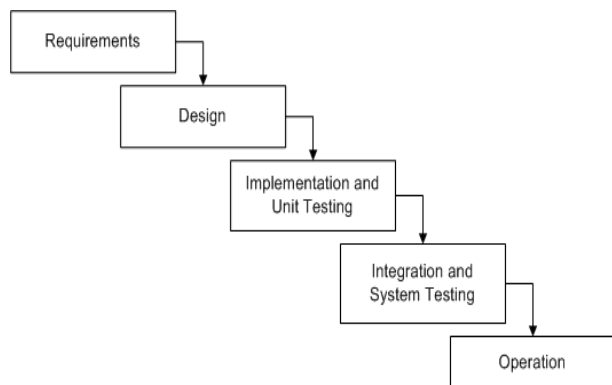 Requirements
Design
Implementation and
Unit Testing
Integration and
System Testing
Operation